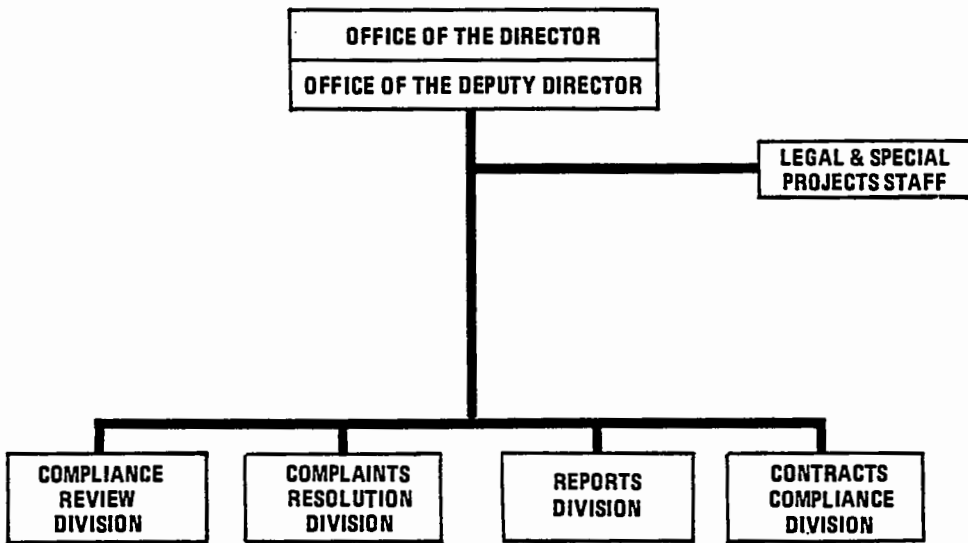 OFFICE OF THE DIRECTOR
OFFICE OF THE DEPUTY DIRECTOR
LEGAL & SPECIAL
PROJECTS STAFF
COMPLIANCE
REVIEW
DIVISION
COMPLAINTS
RESOLUTION
DIVISION
REPORTS
DIVISION
CONTRACTS
COMPLIANCE
DIVISION